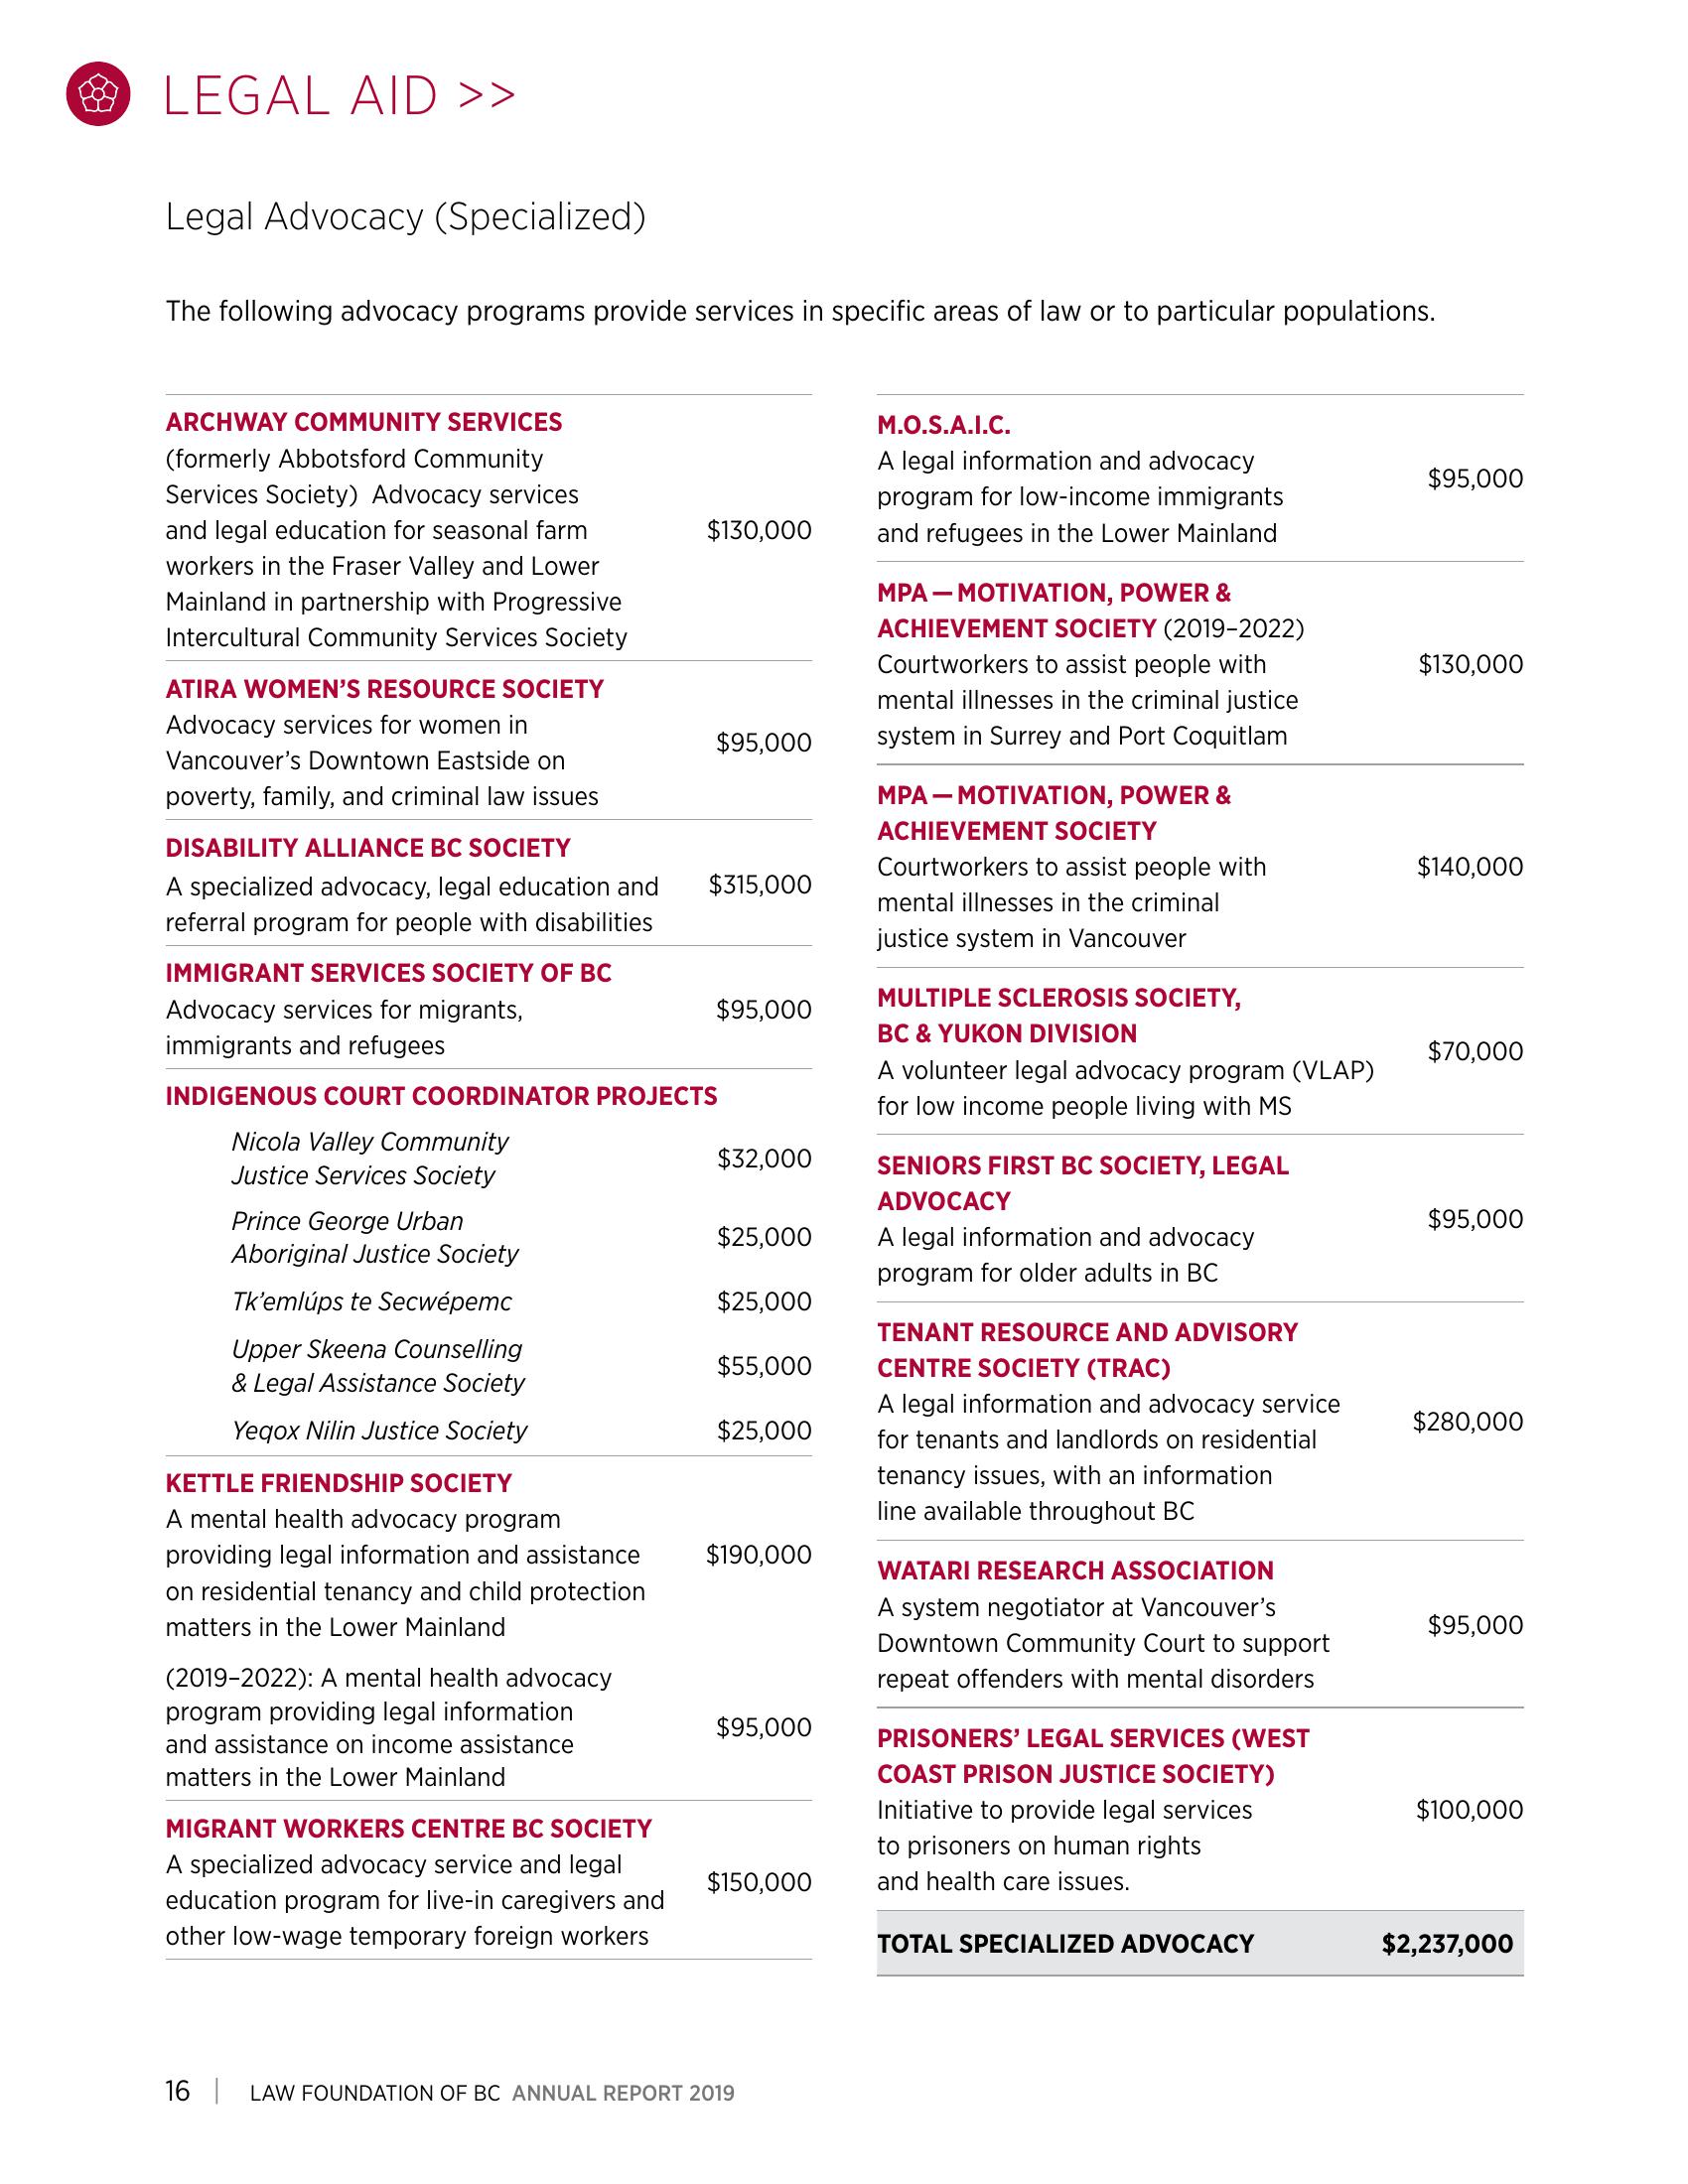 LEGAL AID >>
Legal Advocacy (Specialized)
The following advocacy programs provide services in specific areas of law or to particular populations.
ARCHWAY COMMUNITY SERVICES
(formerly Abbotsford Community
Services Society)  Advocacy services
and legal education for seasonal farm
$130,000
workers in the Fraser Valley and Lower
Mainland in partnership with Progressive
Intercultural Community Services Society
ATIRA WOMEN’S RESOURCE SOCIETY
Advocacy services for women in
$95,000
Vancouver’s Downtown Eastside on
poverty, family, and criminal law issues
DISABILITY ALLIANCE BC SOCIETY
A specialized advocacy, legal education and
$315,000
referral program for people with disabilities
IMMIGRANT SERVICES SOCIETY OF BC
Advocacy services for migrants,
$95,000
immigrants and refugees
INDIGENOUS COURT COORDINATOR PROJECTS
Nicola Valley Community
$32,000
Justice Services Society
Prince George Urban
$25,000
Aboriginal Justice Society
Tk’emlúps te Secwépemc
$25,000
Upper Skeena Counselling
$55,000
& Legal Assistance Society
Yeqox Nilin Justice Society
$25,000
KETTLE FRIENDSHIP SOCIETY
A mental health advocacy program
providing legal information and assistance
$190,000
on residential tenancy and child protection
matters in the Lower Mainland
(2019–2022): A mental health advocacy
program providing legal information
$95,000
and assistance on income assistance
matters in the Lower Mainland
MIGRANT WORKERS CENTRE BC SOCIETY
A specialized advocacy service and legal
$150,000
education program for live-in caregivers and
other low-wage temporary foreign workers
M.O.S.A.I.C.
A legal information and advocacy
$95,000
program for low-income immigrants
and refugees in the Lower Mainland
MPA — MOTIVATION, POWER &
ACHIEVEMENT SOCIETY (2019–2022)
Courtworkers to assist people with
$130,000
mental illnesses in the criminal justice
system in Surrey and Port Coquitlam
MPA — MOTIVATION, POWER &
ACHIEVEMENT SOCIETY
Courtworkers to assist people with
$140,000
mental illnesses in the criminal
justice system in Vancouver
MULTIPLE SCLEROSIS SOCIETY,
BC & YUKON DIVISION
$70,000
A volunteer legal advocacy program (VLAP)
for low income people living with MS
SENIORS FIRST BC SOCIETY, LEGAL
ADVOCACY
$95,000
A legal information and advocacy
program for older adults in BC
TENANT RESOURCE AND ADVISORY
CENTRE SOCIETY (TRAC)
A legal information and advocacy service
$280,000
for tenants and landlords on residential
tenancy issues, with an information
line available throughout BC
WATARI RESEARCH ASSOCIATION
A system negotiator at Vancouver’s
$95,000
Downtown Community Court to support
repeat offenders with mental disorders
PRISONERS’ LEGAL SERVICES (WEST
COAST PRISON JUSTICE SOCIETY)
Initiative to provide legal services
$100,000
to prisoners on human rights
and health care issues.
TOTAL SPECIALIZED ADVOCACY $2,237,000
16 | LAW FOUNDATION OF BC ANNUAL REPORT 2019